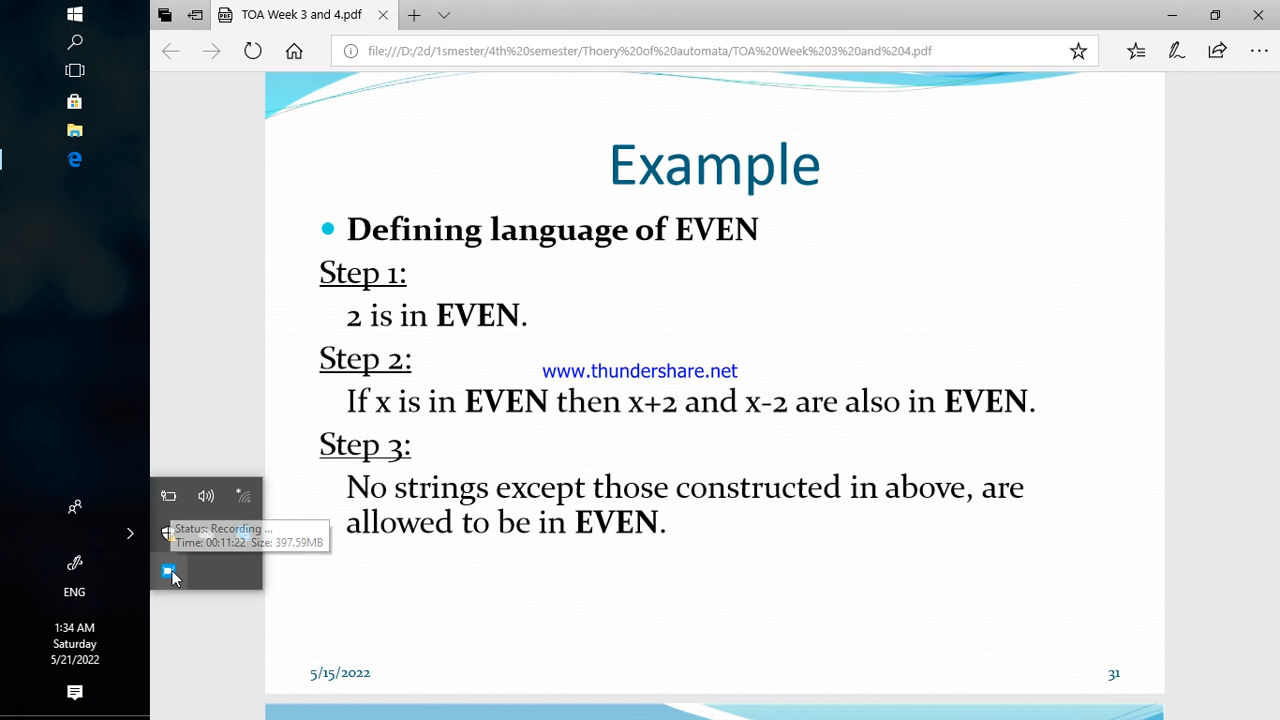 TOA Week 3 and 4.pdf
file:///D:/2d/1smester/4th%20semester/Thoery%20of%20automata/TOA%20Week%203%20and%204.pdf
Example
Defining language of EVEN
Step 1:
2 is in EVEN.
Step 2:
www.thundershare.net
If x is in EVEN then x+2 and x-2 are also in EVEN.
Step 3:
No strings except those constructed in above, are
allowed to be in EVEN.
Status: Recording ...
Time: 00:11:22 Size: 397.59MB
ENG
1:34 AM
Saturday
5/21/2022
5/15/2022
31